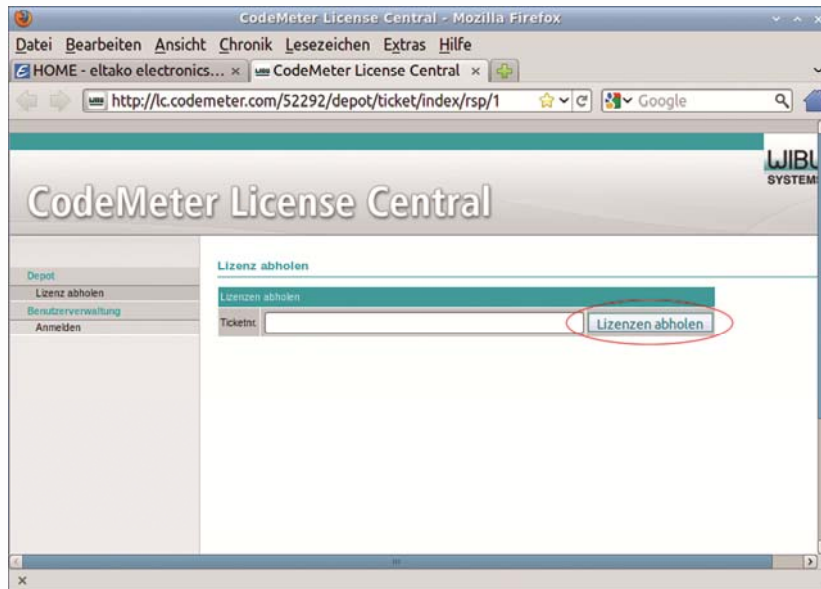 CodeMeter License Central - Mozilla Firefox
Datei Bearbeiten Ansicht Chronik Lesezeichen Extras Hilfe
HOME - eltako electronics... × CodeMeter License Central ×
http://lc.codemeter.com/52292/depot/ticket/index/rsp/1 Google
WIBU
SYSTEMS
CodeMeter License Central
Lizenz abholen
Depot
Lizenz abholen
Benutzerverwaltung
Anmelden
Lizenzen abholen
Ticketnr. Lizenzen abholen